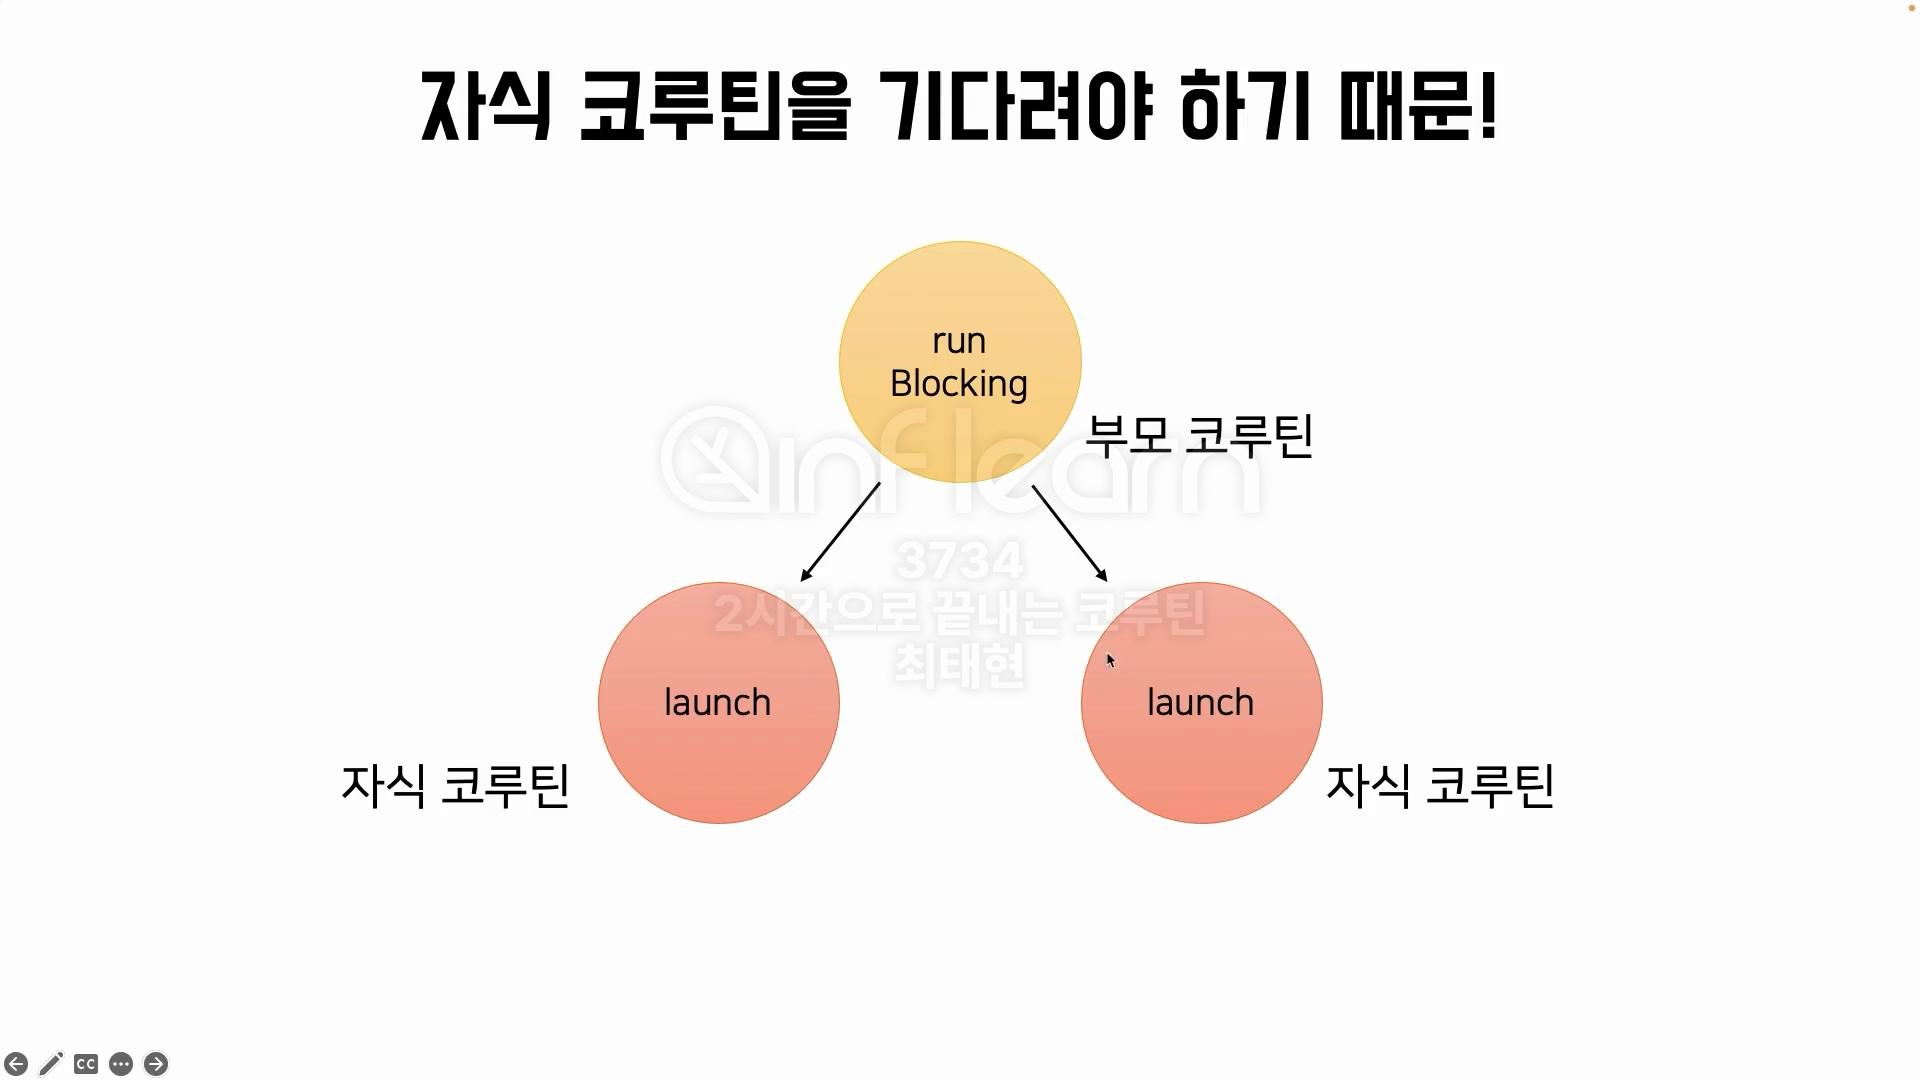 자식 코루틴을 기다려야 하기 때문!
run
Blocking
부모 코루틴
inflearn
3734
2시간으로 끝내는 코루틴
최태현
launch
launch
자식 코루틴
자식 코루틴
CC